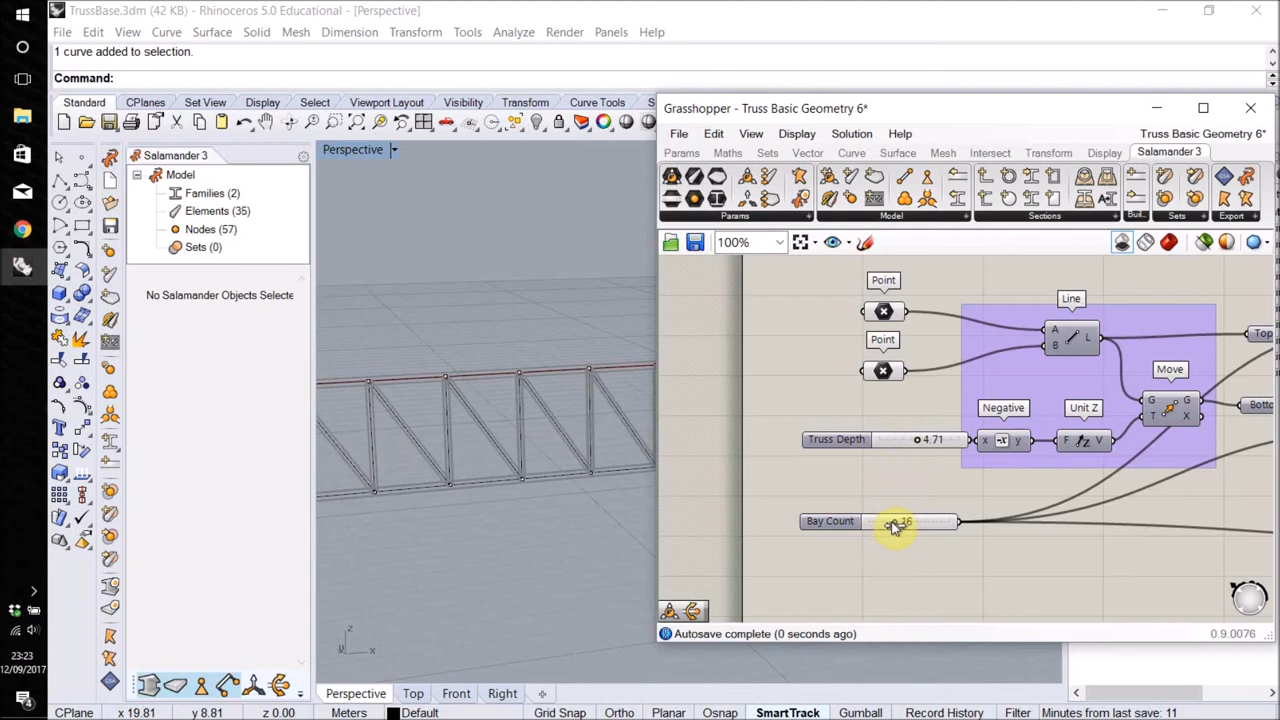 TrussBase.3dm (42 KB) - Rhinoceros 5.0 Educational - [Perspective]
File Edit View Curve Surface Solid Mesh Dimension Transform Tools Analyze Render Panels Help
1 curve added to selection.
Command:
Standard CPlanes Set View Display Select Viewport Layout Visibility Transform Curve Tools S
Salamander 3
Model
Families (2)
Elements (35)
Nodes (57)
Sets (0)
No Salamander Objects Selecte
Perspective
z
y x
Grasshopper - Truss Basic Geometry 6*
File Edit View Display Solution Help
Truss Basic Geometry 6*
Params Maths Sets Vector Curve Surface Mesh Intersect Transform Display Salamander 3
Params Model Sections Buil... Sets Export
100%
Point
Line
A
B
L
Point
Move
G
T
G
X
Top
Botto
Negative
Unit Z
Truss Depth 4.71
x -x y
F Z V
Bay Count 16
Autosave complete (0 seconds ago)
0.9.0076
Perspective Top Front Right
23:23
12/09/2017
4
CPlane x 19.81 y 8.81 z 0.00 Meters Default Grid Snap Ortho Planar Osnap SmartTrack Gumball Record History Filter Minutes from last save: 11